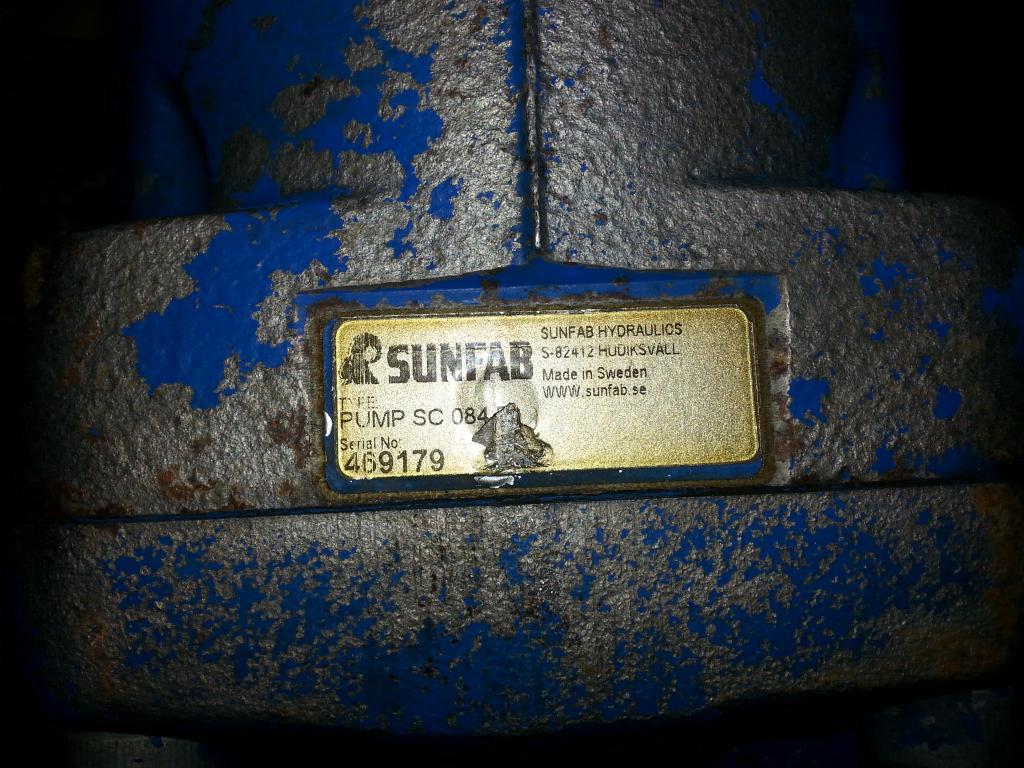 SUNFAB
SUNFAB HYDRAULICS
S-82412 HUDIKSVALL
Made in Sweden
WWW.sunfab.se
TYPE:
PUMP SC 084
Serial No:
469179